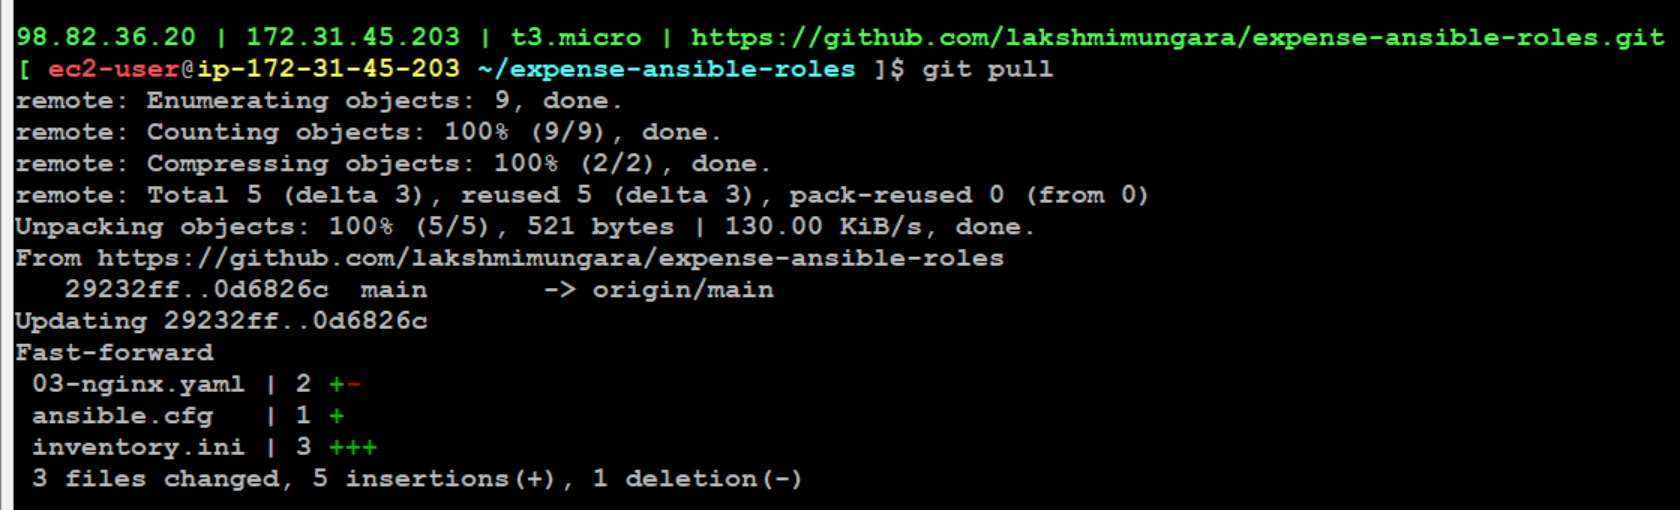 98.82.36.20 | 172.31.45.203 | t3.micro | https://github.com/lakshmimungara/expense-ansible-roles.git
[ ec2-user@ip-172-31-45-203 ~/expense-ansible-roles ]$ git pull
remote: Enumerating objects: 9, done.
remote: Counting objects: 100% (9/9), done.
remote: Compressing objects: 100% (2/2), done.
remote: Total 5 (delta 3), reused 5 (delta 3), pack-reused 0 (from 0)
Unpacking objects: 100% (5/5), 521 bytes | 130.00 KiB/s, done.
From https://github.com/lakshmimungara/expense-ansible-roles
   29232ff..0d6826c  main       -> origin/main
Updating 29232ff..0d6826c
Fast-forward
 03-nginx.yaml | 2 +-
 ansible.cfg   | 1 +
 inventory.ini | 3 +++
 3 files changed, 5 insertions(+), 1 deletion(-)